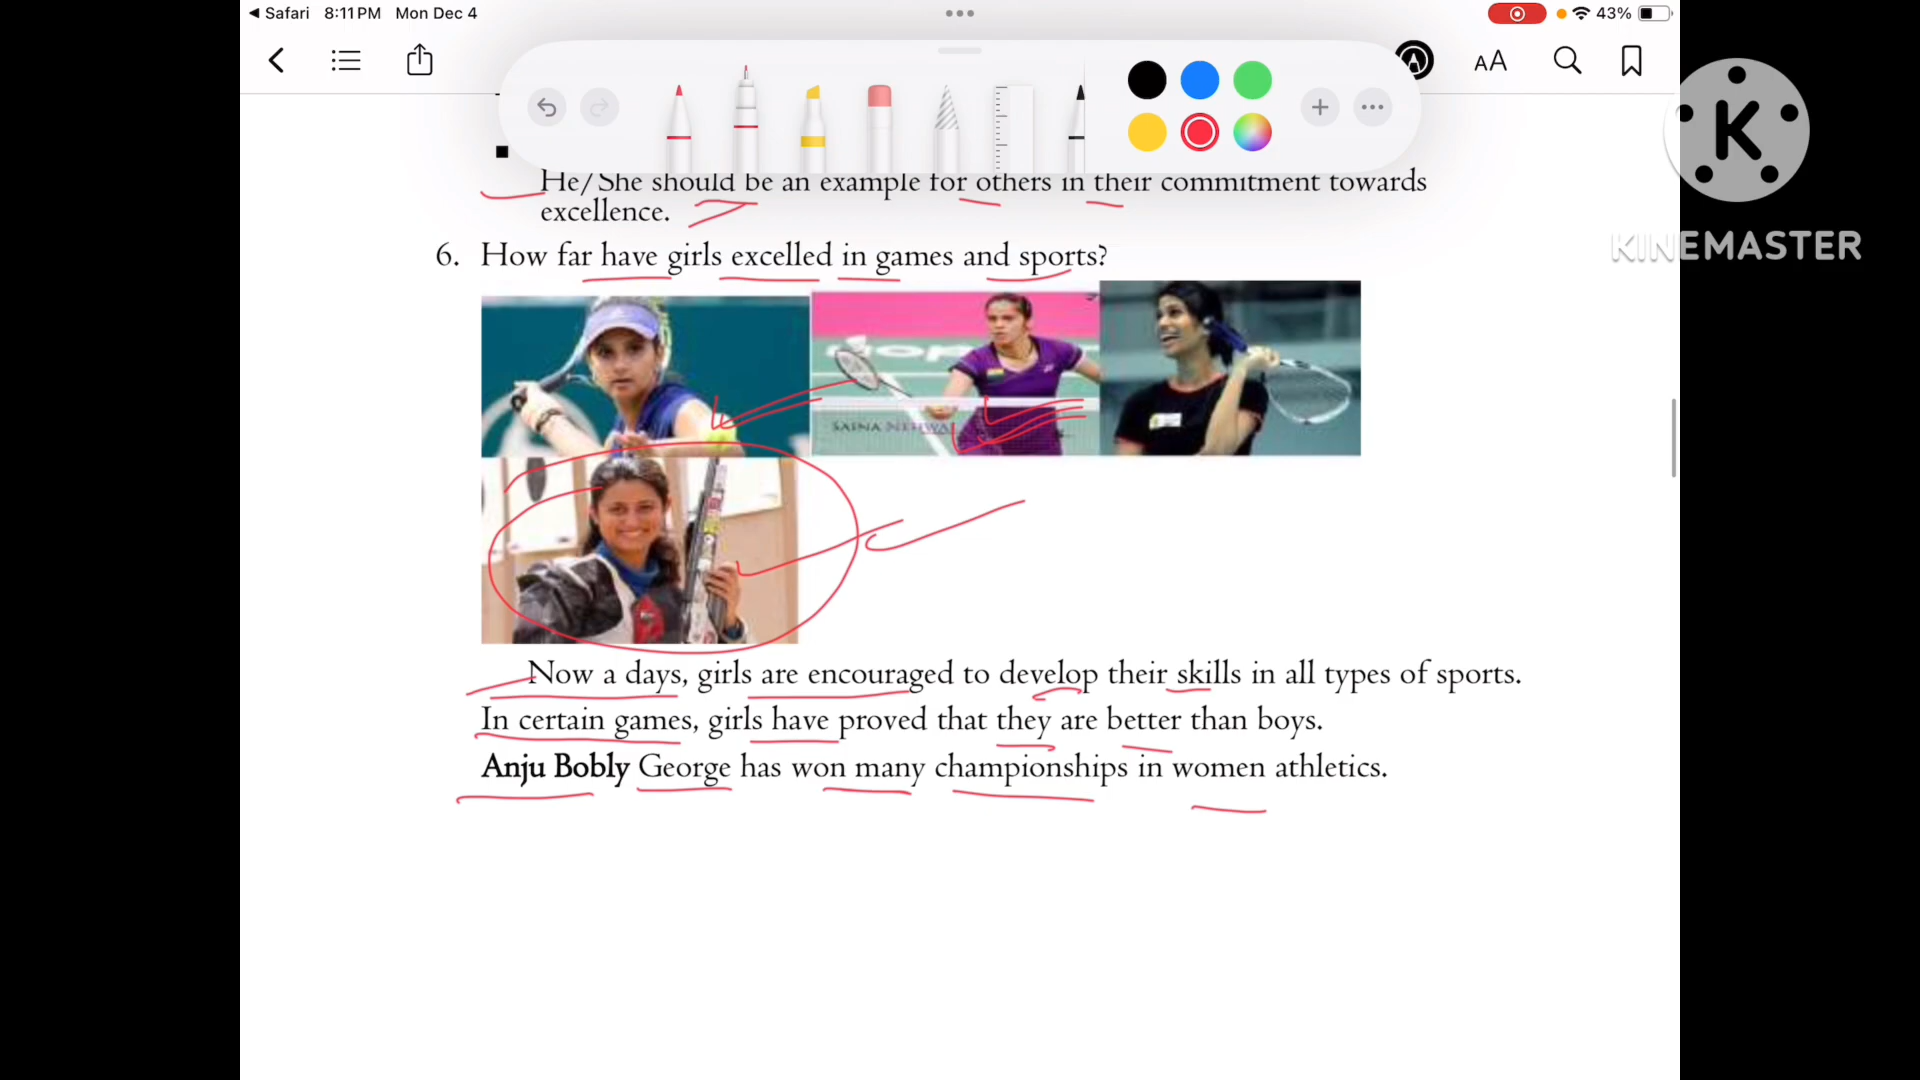 Safari 8:11 PM Mon Dec 4
43%
AA
K
KINEMASTER
He/She should be an example for others in their commitment towards
excellence.
6. How far have girls excelled in games and sports?
SAINA NEHWAL
Now a days, girls are encouraged to develop their skills in all types of sports.
In certain games, girls have proved that they are better than boys.
Anju Bobly George has won many championships in women athletics.